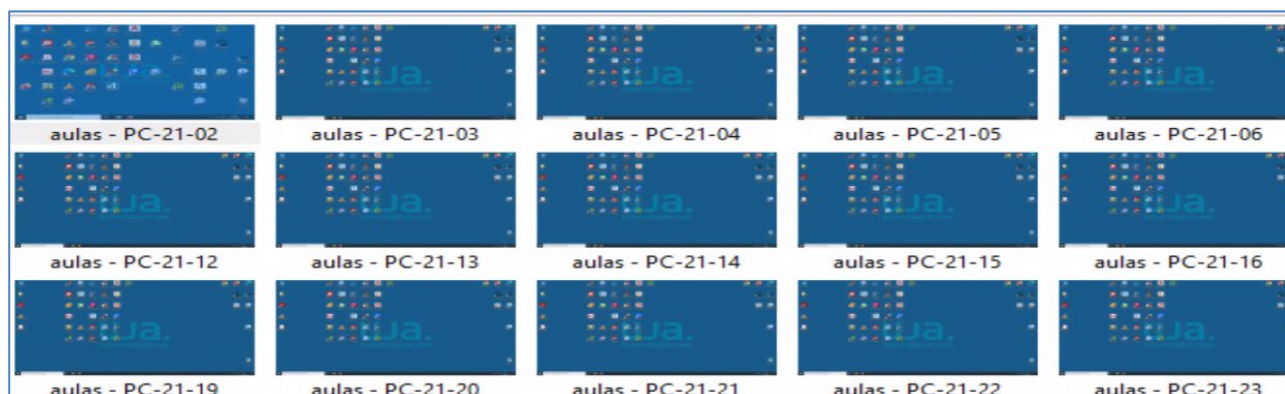 aulas - PC-21-02 aulas - PC-21-03 aulas - PC-21-04 aulas - PC-21-05 aulas - PC-21-06
aulas - PC-21-12 aulas - PC-21-13 aulas - PC-21-14 aulas - PC-21-15 aulas - PC-21-16
aulas - PC-21-19 aulas - PC-21-20 aulas - PC-21-21 aulas - PC-21-22 aulas - PC-21-23